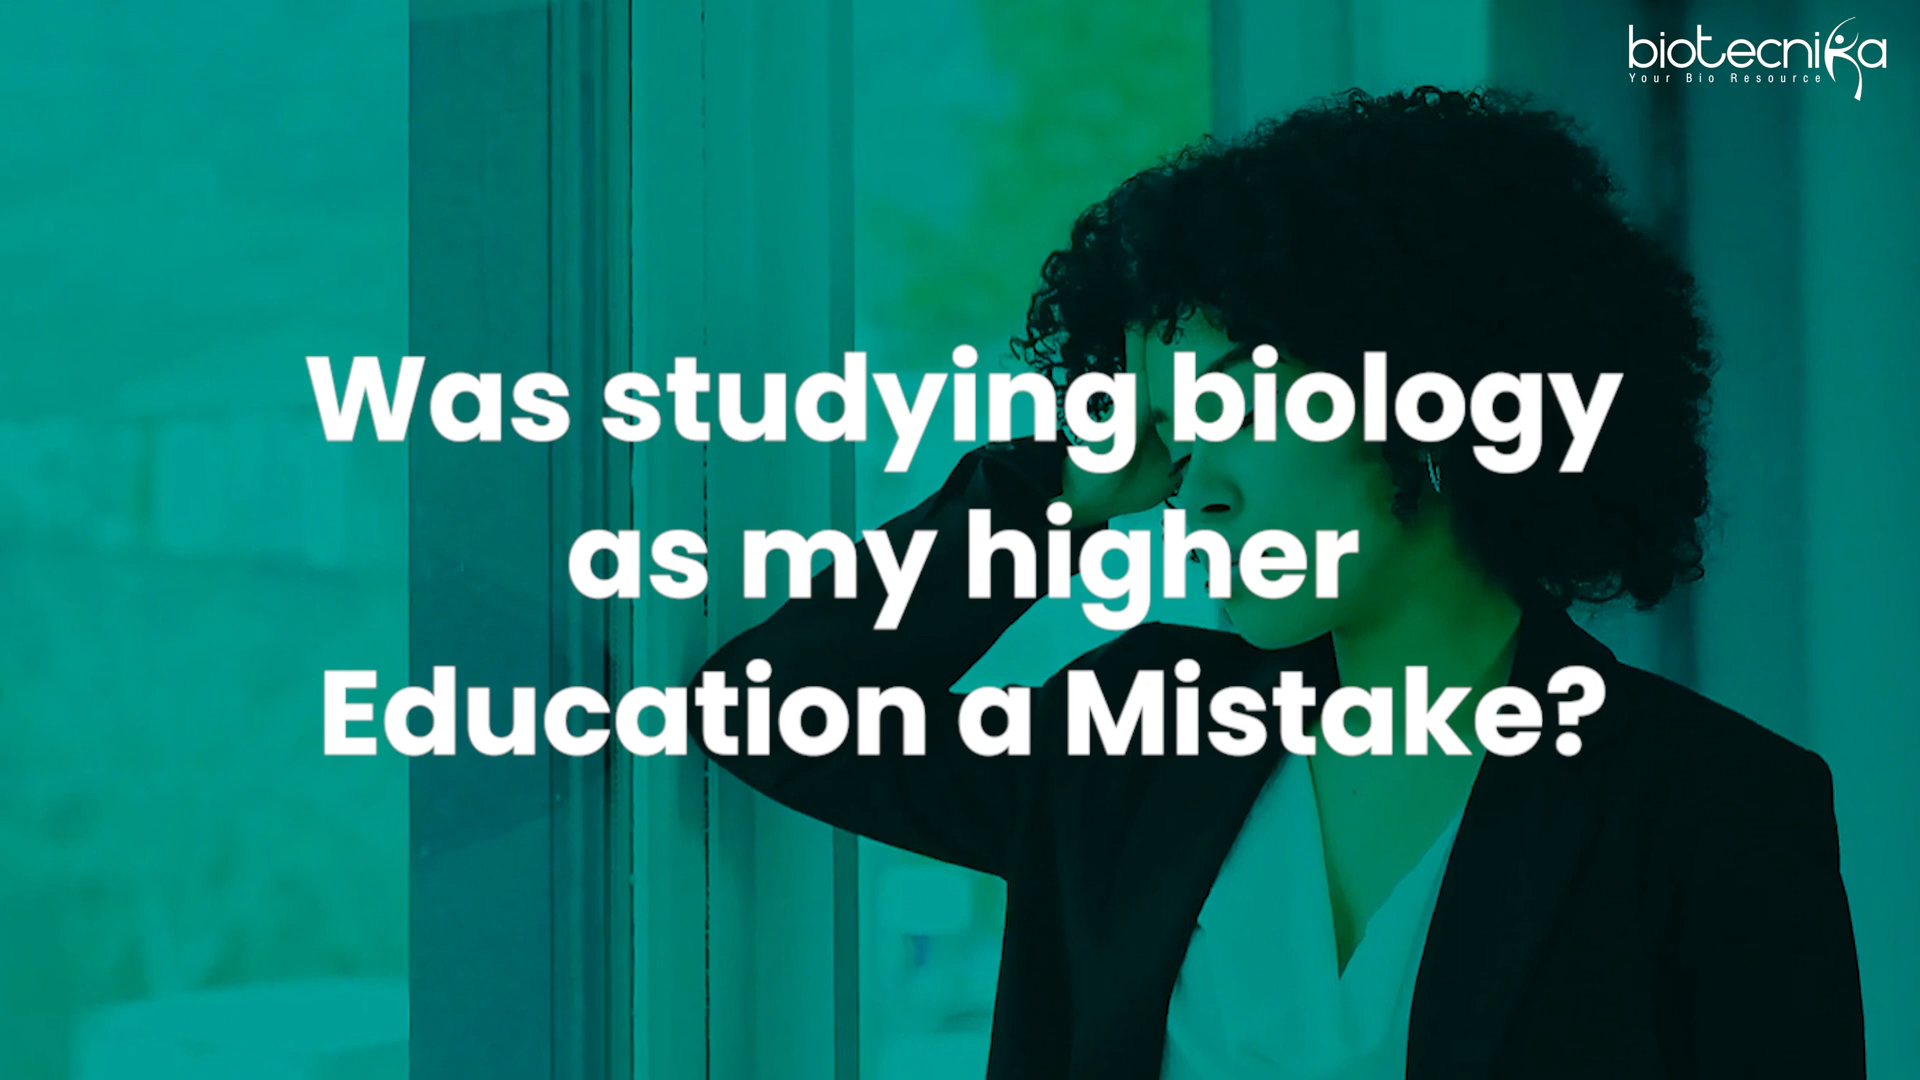 biotecnika
Your Bio Resource
Was studying biology
as my higher
Education a Mistake?